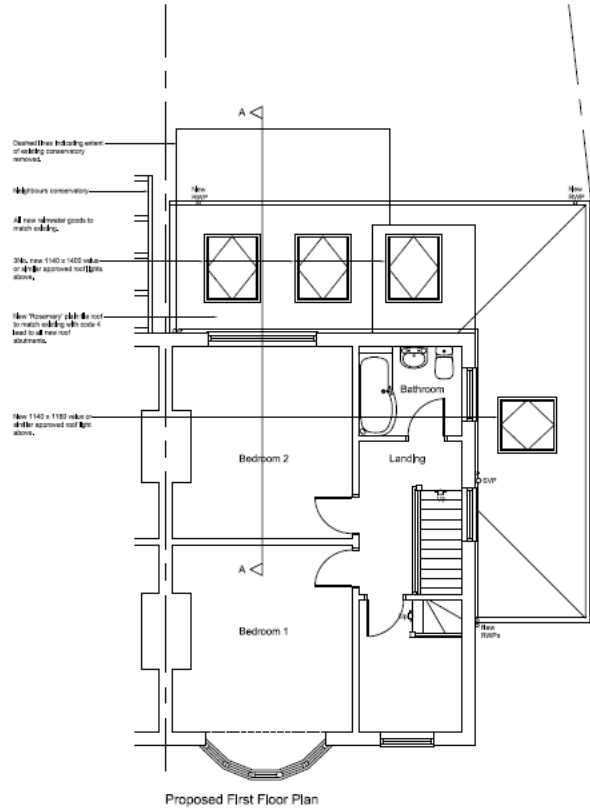 A
Dashed lines indicating extent
of existing conservatory
removed.
Neighbours conservatory
New
RWP
New
RWP
All new rainwater goods to
match existing.
3No. new 1140 x 1400 velux
or similar approved roof lights
above.
New 'Rosemary' plain tile roof
to match existing with code 4
lead to all new roof
abutments.
Bathroom
New 1140 x 1180 velux or
similar approved roof light
above.
Bedroom 2
Landing
SVP
Up
A
Bedroom 1
Up
New
RWPs
Proposed First Floor Plan